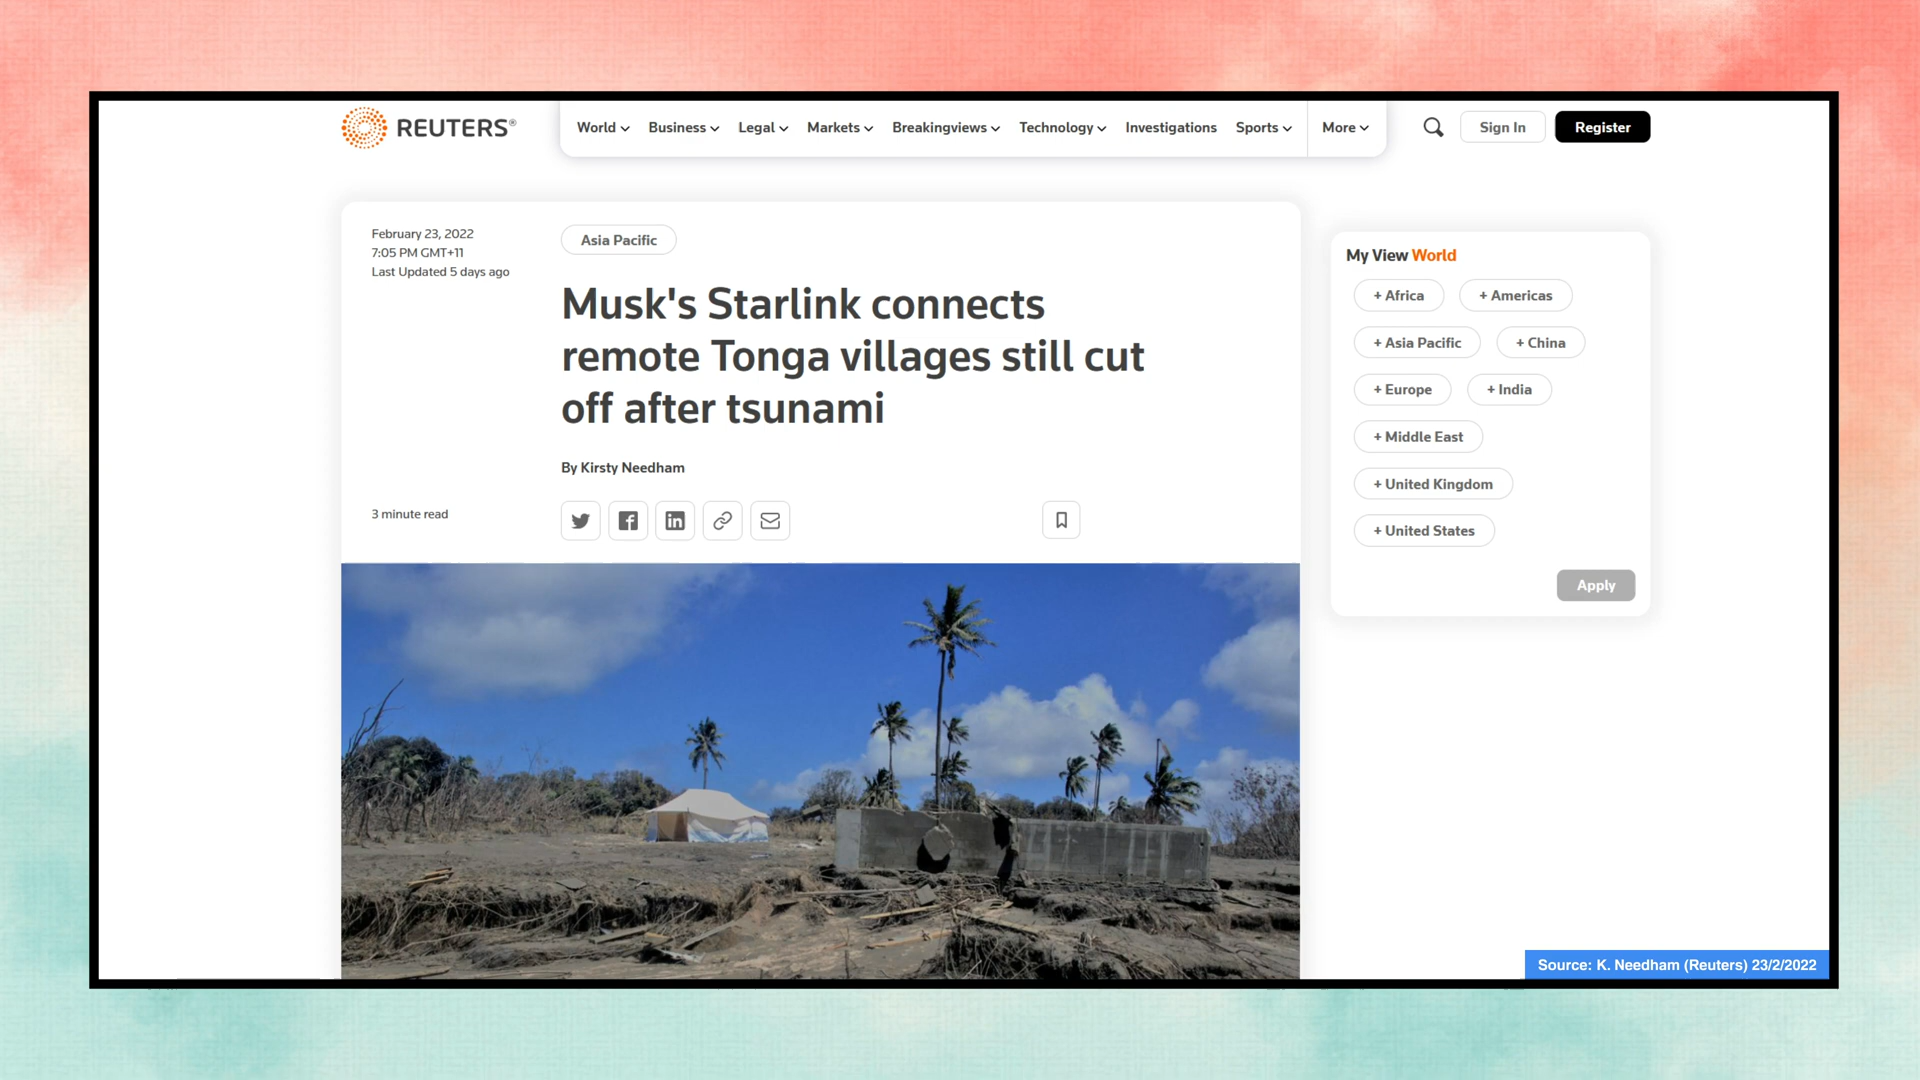 REUTERS®
World Business Legal Markets Breakingviews Technology Investigations Sports More
Sign In
Register
February 23, 2022
7:05 PM GMT+11
Last Updated 5 days ago
Asia Pacific
Musk's Starlink connects
remote Tonga villages still cut
off after tsunami
By Kirsty Needham
3 minute read
My View World
+ Africa + Americas
+ Asia Pacific + China
+ Europe + India
+ Middle East
+ United Kingdom
+ United States
Apply
Source: K. Needham (Reuters) 23/2/2022